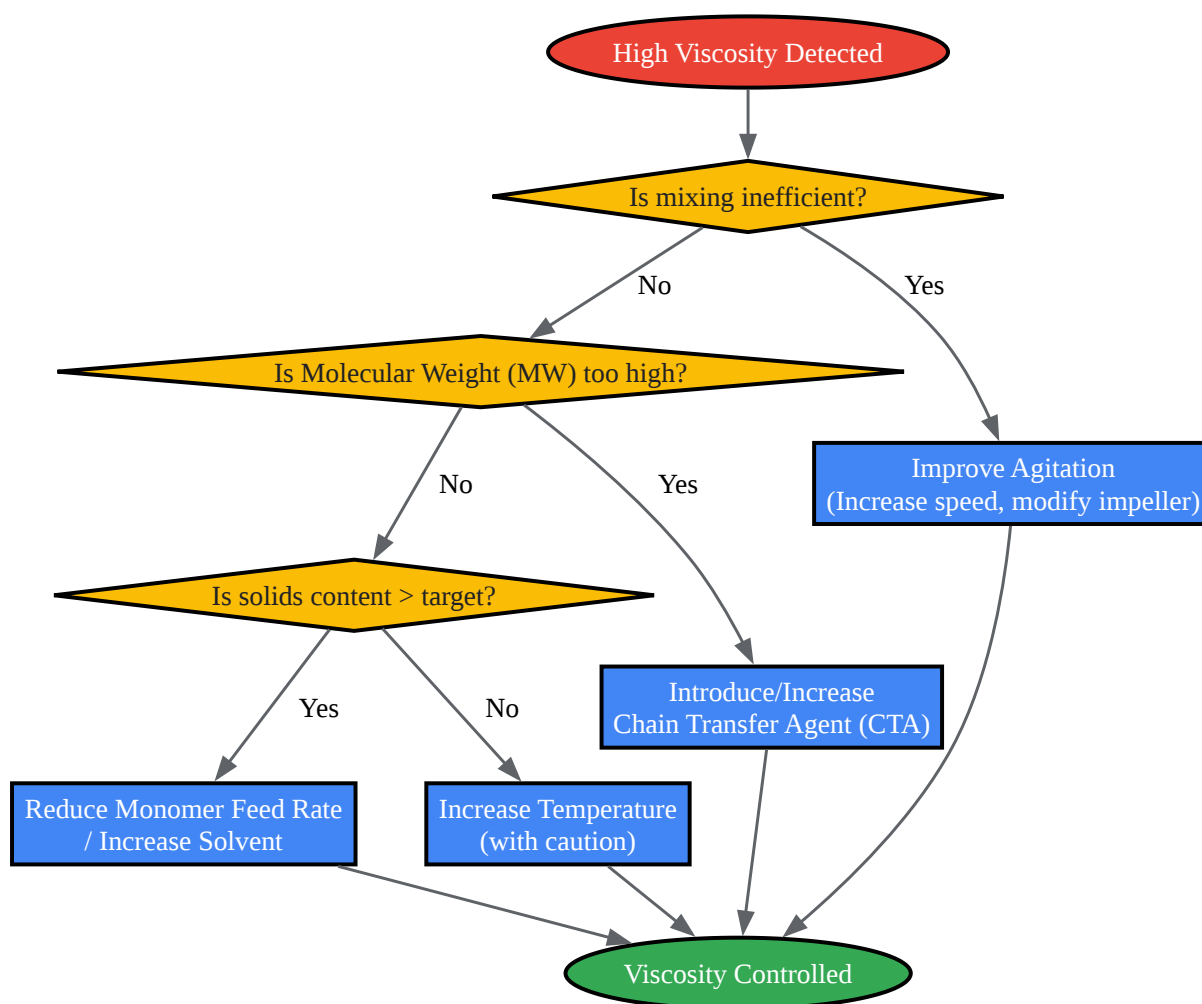 High Viscosity Detected
Is mixing inefficient?
No
Yes
Is Molecular Weight (MW) too high?
Improve Agitation
(Increase speed, modify impeller)
No
Yes
Is solids content > target?
Introduce/Increase
Chain Transfer Agent (CTA)
Yes
No
Reduce Monomer Feed Rate
/ Increase Solvent
Increase Temperature
(with caution)
Viscosity Controlled